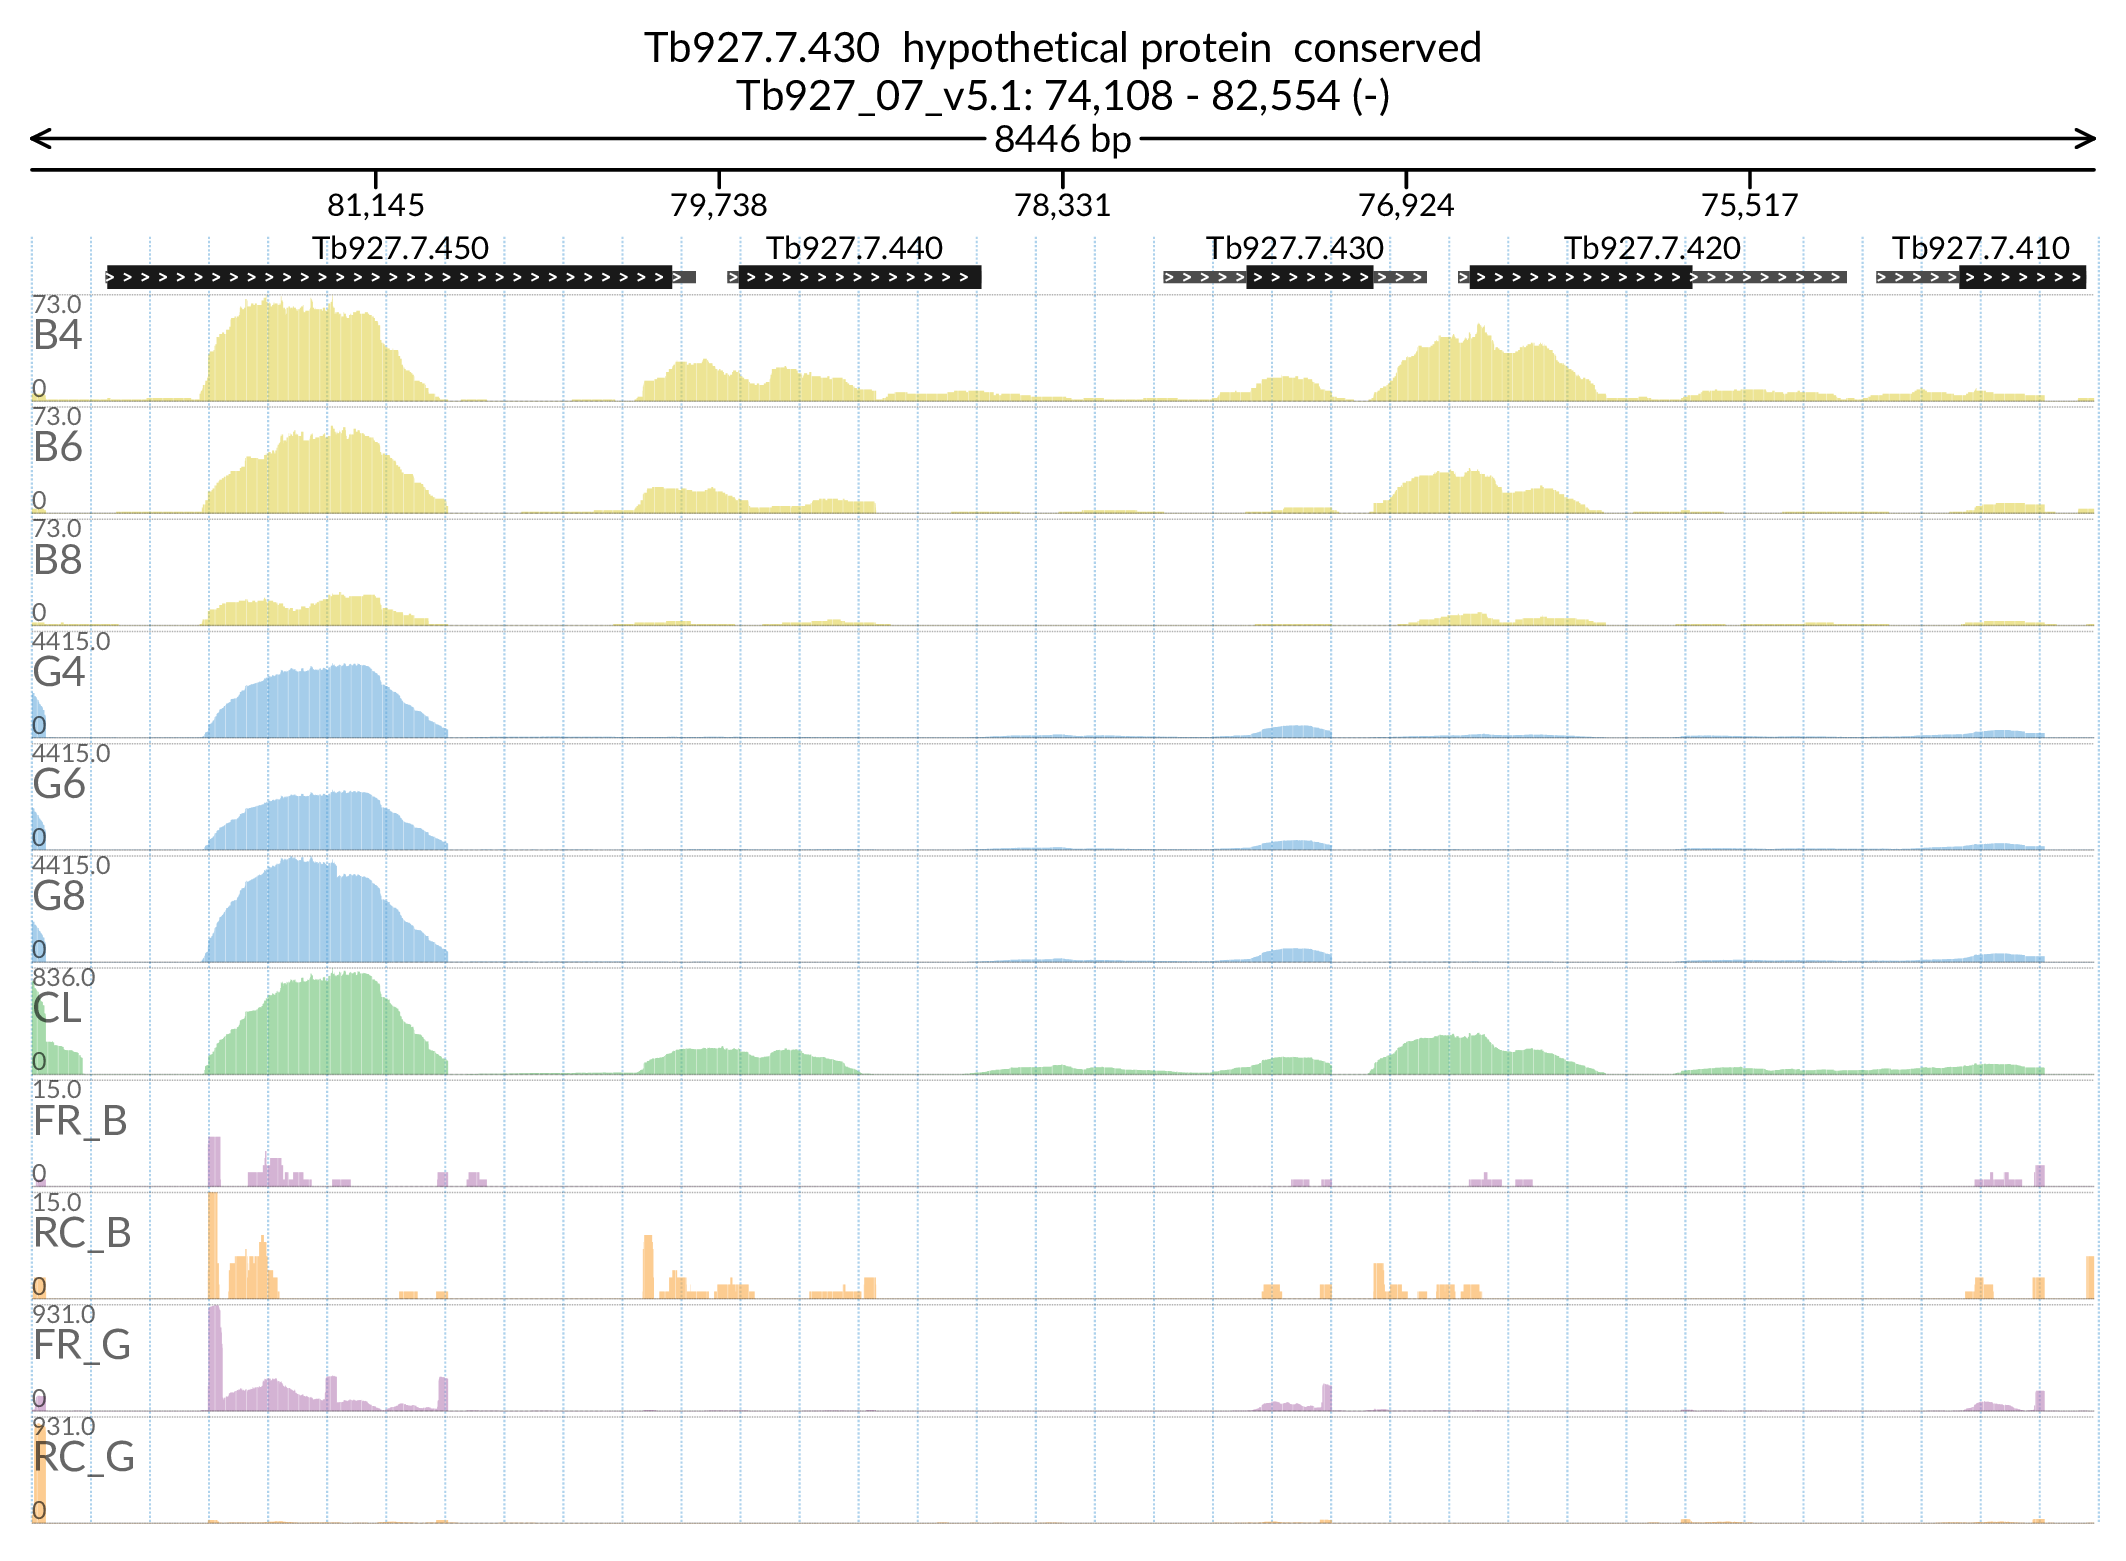 Tb927.7.430 hypothetical protein conserved
Tb927_07_v5.1: 74,108 - 82,554 (-)
8446 bp
81,145 79,738 78,331 76,924 75,517
Tb927.7.450 Tb927.7.440 Tb927.7.430 Tb927.7.420 Tb927.7.410
73.0
B4
0
73.0
B6
0
73.0
B8
0
4415.0
G4
0
4415.0
G6
0
4415.0
G8
0
836.0
CL
0
15.0
FR_B
0
15.0
RC_B
0
931.0
FR_G
0
931.0
RC_G
0